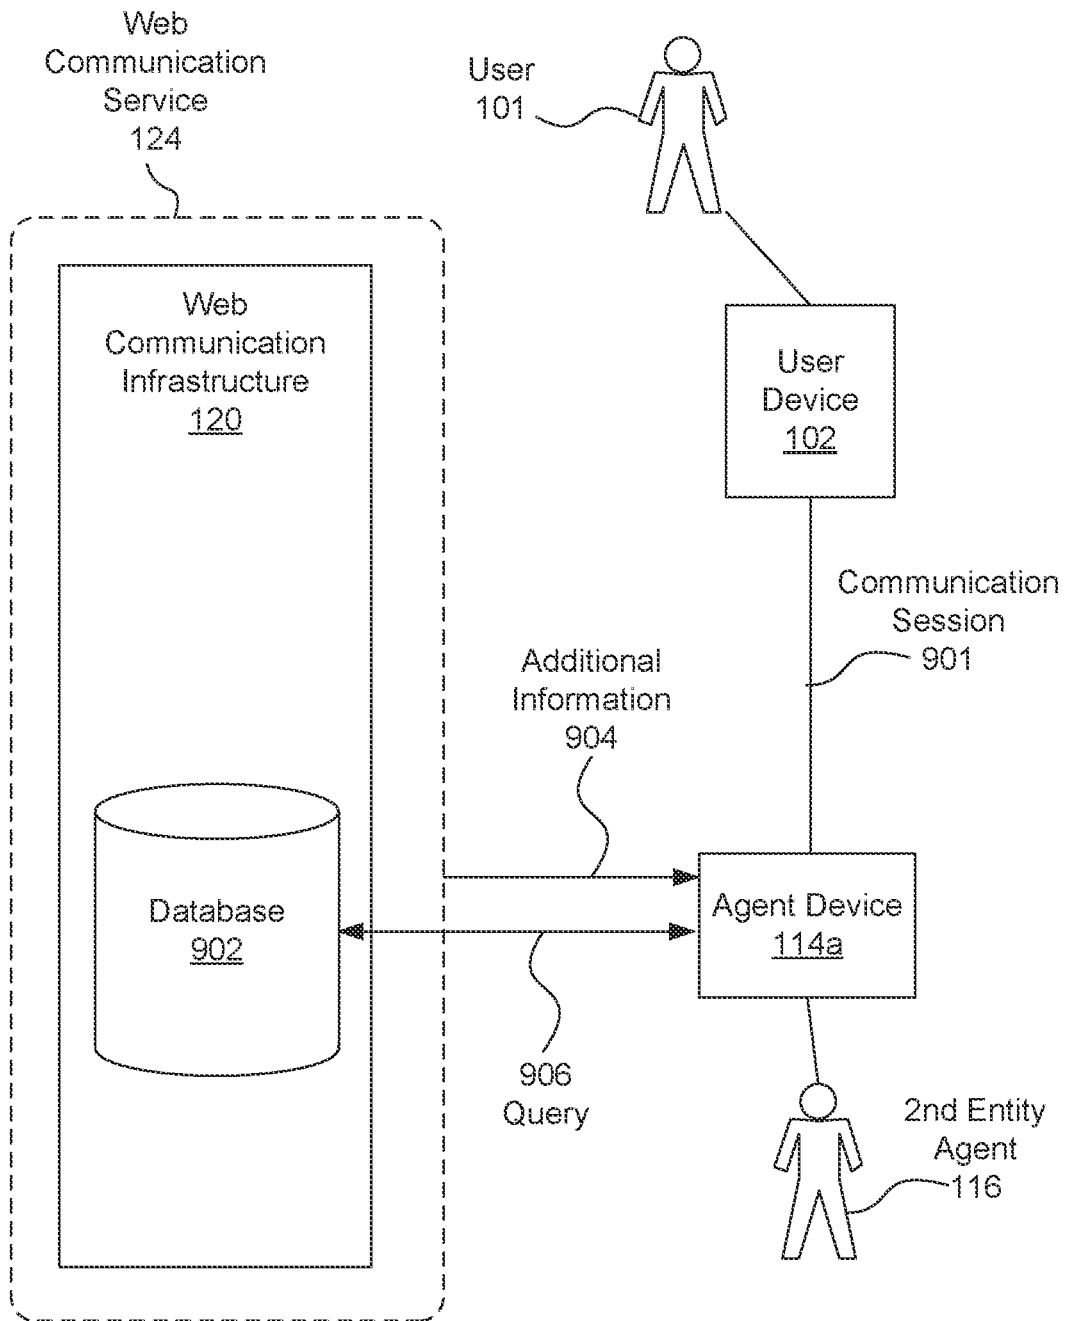 Web
Communication
Service
124
User
101
Web
Communication
Infrastructure
120
User
Device
102
Communication
Session
901
Additional
Information
904
Database
902
Agent Device
114a
906
Query
2nd Entity
Agent
116